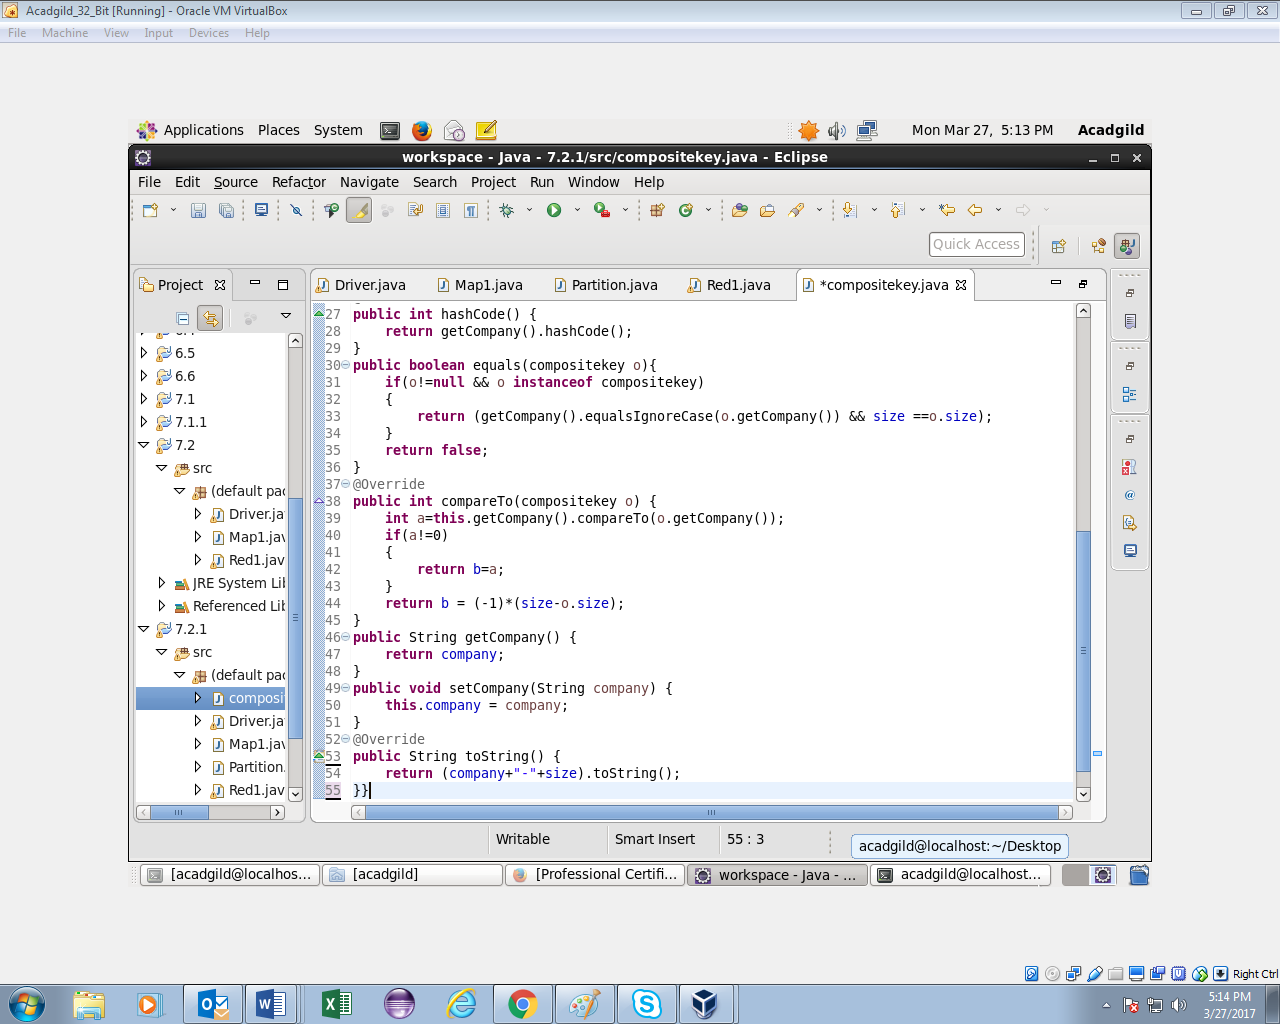 Acadgild_32_Bit [Running] - Oracle VM VirtualBox
File Machine View Input Devices Help
Applications Places System Mon Mar 27, 5:13 PM Acadgild
workspace - Java - 7.2.1/src/compositekey.java - Eclipse
File Edit Source Refactor Navigate Search Project Run Window Help
Quick Access
Project
6.5
6.6
7.1
7.1.1
7.2
src
(default pac
Driver.ja
Map1.jav
Red1.jav
JRE System Lib
Referenced Lib
7.2.1
src
(default pac
composi
Driver.ja
Map1.jav
Partition.
Red1.jav
Driver.java Map1.java Partition.java Red1.java *compositekey.java
27 public int hashCode() {
28 return getCompany().hashCode();
29 }
30 public boolean equals(compositekey o){
31 if(o!=null && o instanceof compositekey)
32 {
33 return (getCompany().equalsIgnoreCase(o.getCompany()) && size ==o.size);
34 }
35 return false;
36 }
37 @Override
38 public int compareTo(compositekey o) {
39 int a=this.getCompany().compareTo(o.getCompany());
40 if(a!=0)
41 {
42 return b=a;
43 }
44 return b = (-1)*(size-o.size);
45 }
46 public String getCompany() {
47 return company;
48 }
49 public void setCompany(String company) {
50 this.company = company;
51 }
52 @Override
53 public String toString() {
54 return (company+"-"+size).toString();
55 }}
Writable Smart Insert 55 : 3
acadgild@localhost:~/Desktop
[acadgild@localhos... [acadgild] [Professional Certifi... workspace - Java - ... acadgild@localhost...
Right Ctrl
5:14 PM
3/27/2017